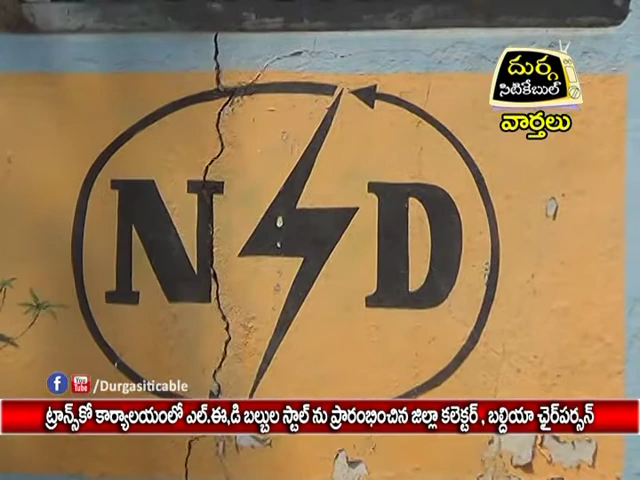 దుర్గ
సిటికేబుల్
వార్తలు
N D
/Durgasiticable
ట్రాన్స్‌కో కార్యాలయంలో ఎల్.ఈ.డి బల్బుల స్టాల్ ను ప్రారంభించిన జిల్లా కలెక్టర్ , బల్దియా చైర్‌పర్సన్